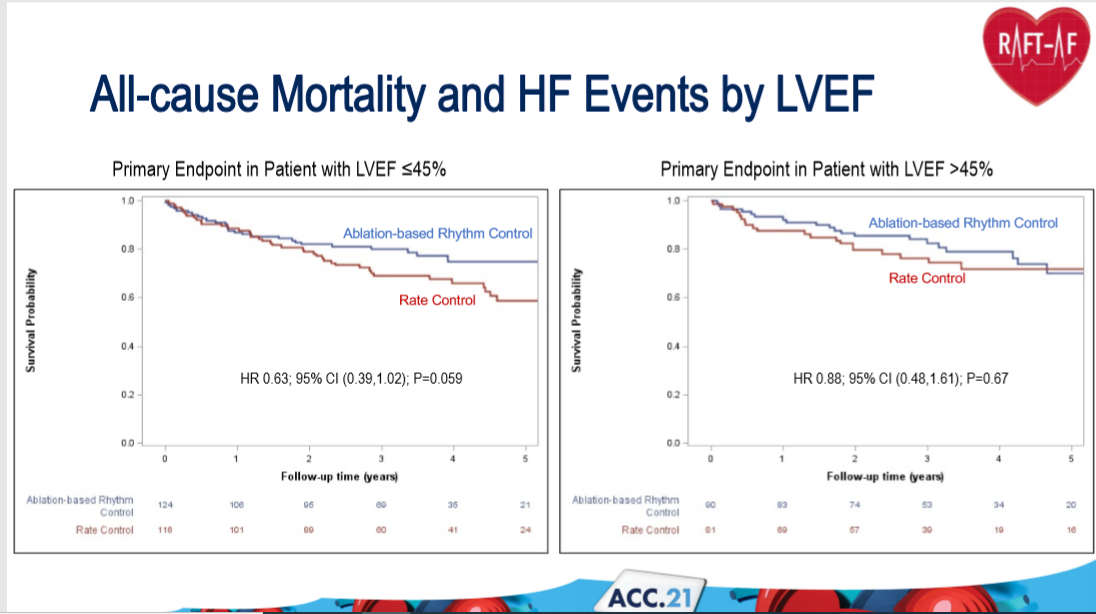 RAFT-AF
All-cause Mortality and HF Events by LVEF
Primary Endpoint in Patient with LVEF ≤45%
1.0
0.8
0.6
0.4
0.2
0.0
Survival Probability
Ablation-based Rhythm Control
Rate Control
HR 0.63; 95% CI (0.39,1.02); P=0.059
0 1 2 3 4 5
Follow-up time (years)
Ablation-based Rhythm
Control
124 106 95 69 35 21
Rate Control 116 101 89 60 41 24
Primary Endpoint in Patient with LVEF >45%
1.0
0.8
0.6
0.4
0.2
0.0
Survival Probability
Ablation-based Rhythm Control
Rate Control
HR 0.88; 95% CI (0.48,1.61); P=0.67
0 1 2 3 4 5
Follow-up time (years)
Ablation-based Rhythm
Control
90 83 74 53 34 20
Rate Control 81 69 57 39 19 16
ACC.21